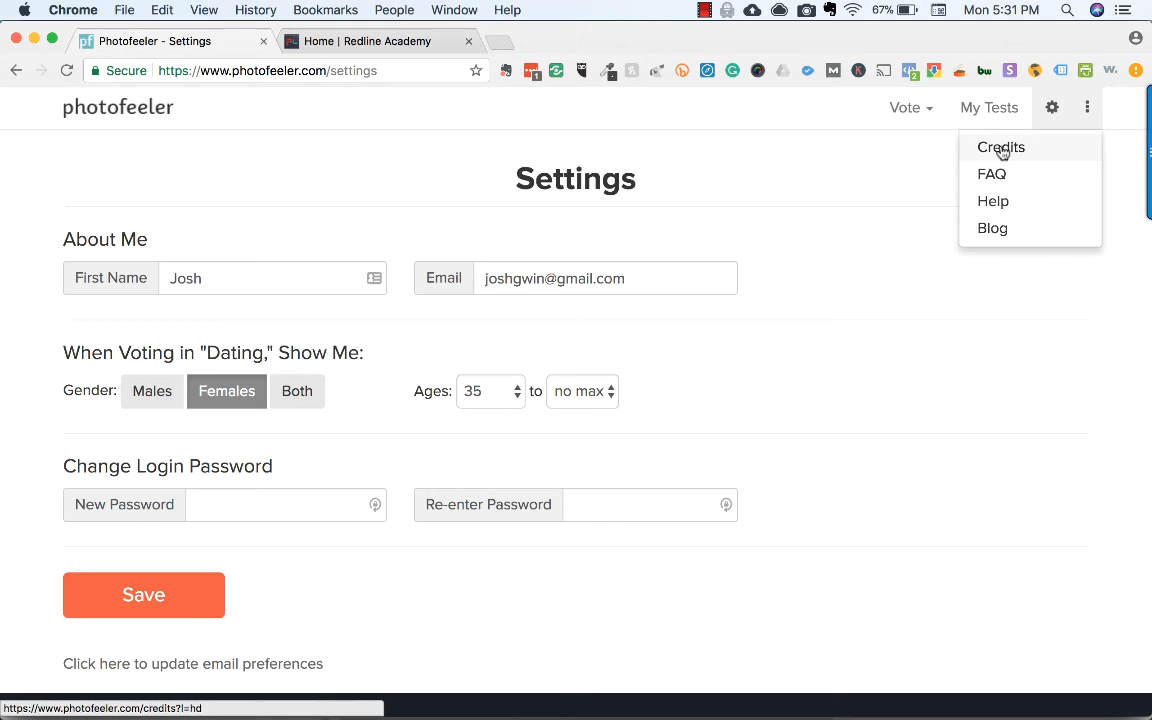 Chrome File Edit View History Bookmarks People Window Help 67% Mon 5:31 PM
Photofeeler - Settings Home | Redline Academy
Secure https://www.photofeeler.com/settings
photofeeler Vote My Tests
Credits
FAQ
Help
Blog
Settings
About Me
First Name Josh Email joshgwin@gmail.com
When Voting in "Dating," Show Me:
Gender: Males Females Both Ages: 35 to no max
Change Login Password
New Password Re-enter Password
Save
Click here to update email preferences
https://www.photofeeler.com/credits?l=hd